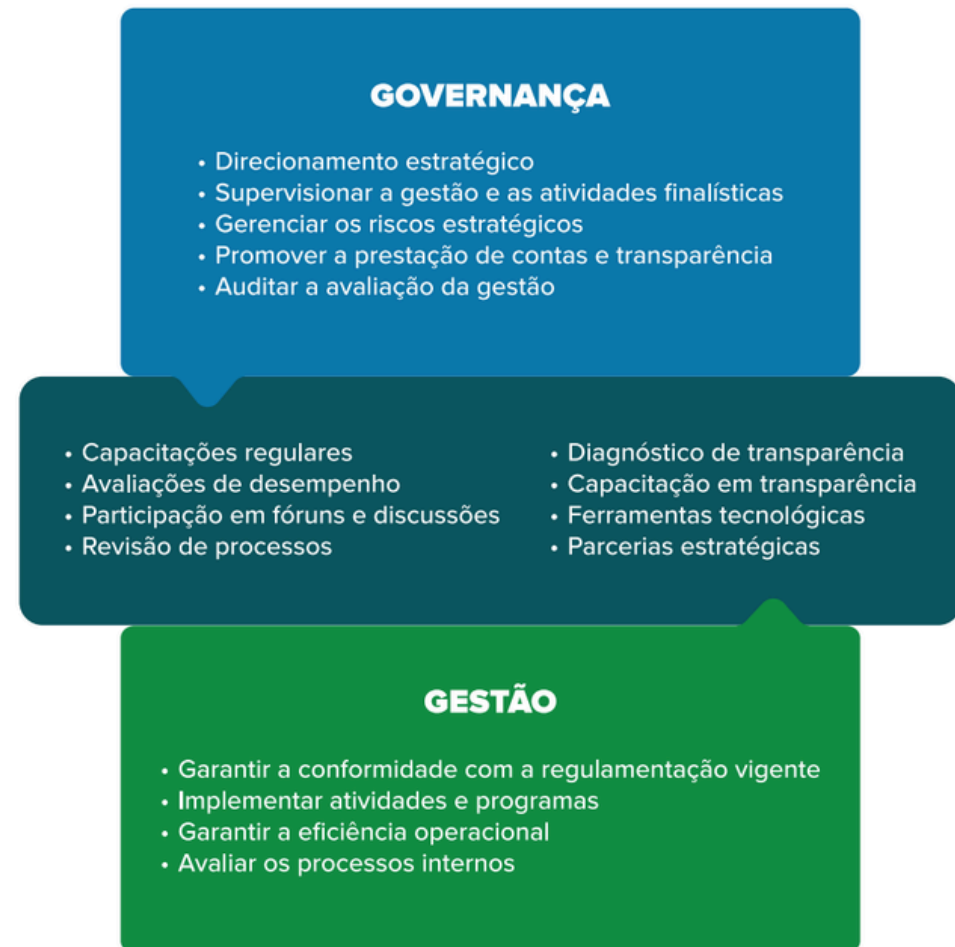 GOVERNANÇA
• Direcionamento estratégico
• Supervisionar a gestão e as atividades finalísticas
• Gerenciar os riscos estratégicos
• Promover a prestação de contas e transparência
• Auditar a avaliação da gestão
• Capacitações regulares
• Avaliações de desempenho
• Participação em fóruns e discussões
• Revisão de processos
• Diagnóstico de transparência
• Capacitação em transparência
• Ferramentas tecnológicas
• Parcerias estratégicas
GESTÃO
• Garantir a conformidade com a regulamentação vigente
• Implementar atividades e programas
• Garantir a eficiência operacional
• Avaliar os processos internos